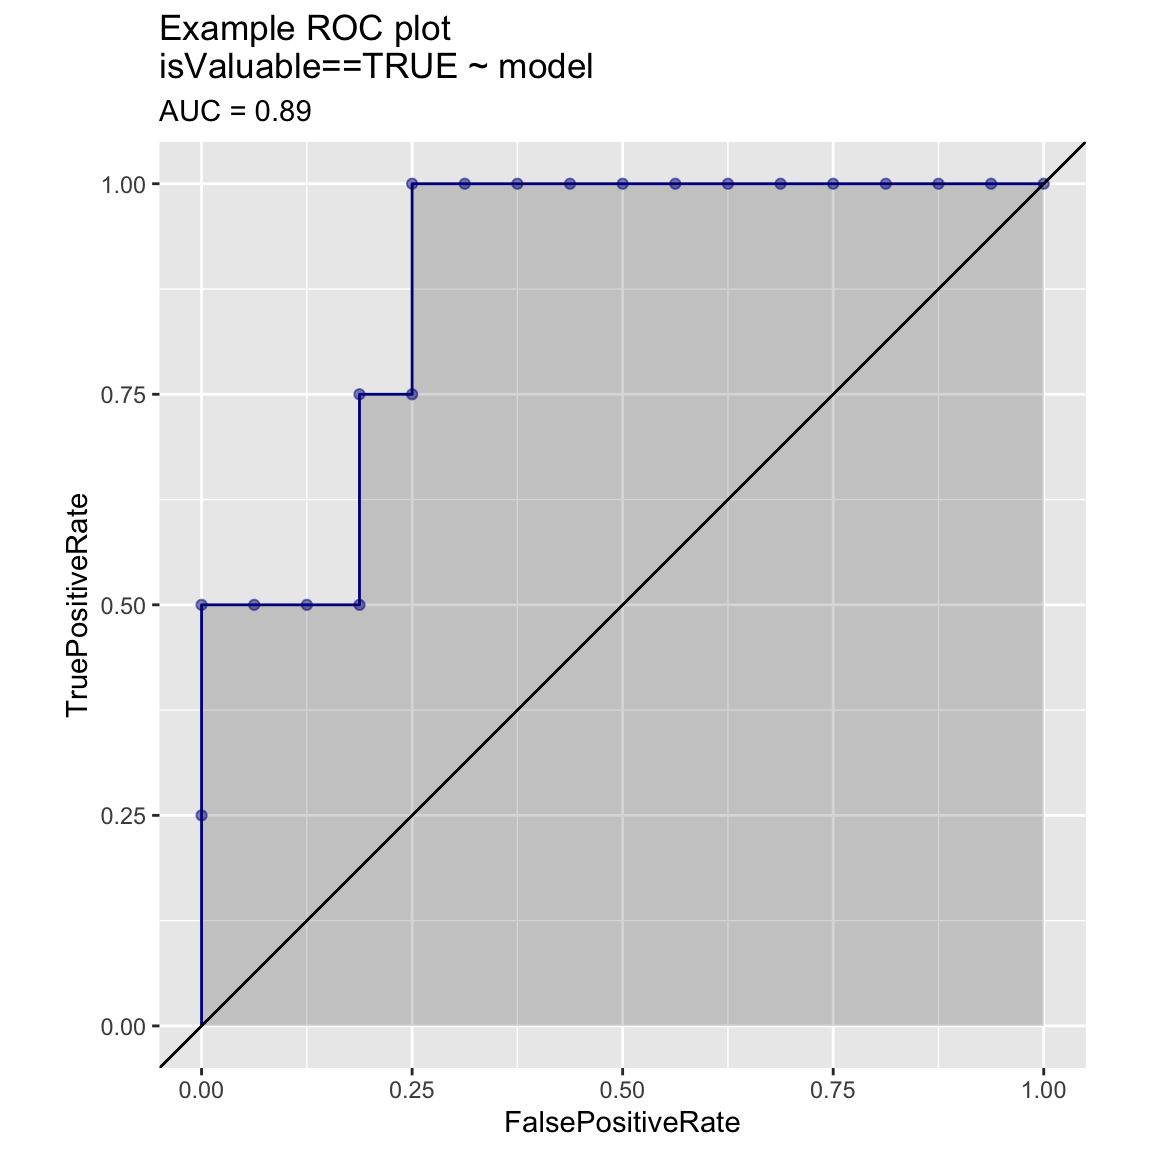 Example ROC plot
isValuable==TRUE ~ model
AUC = 0.89
1.00
0.75
0.50
0.25
0.00
TruePositiveRate
0.00 0.25 0.50 0.75 1.00
FalsePositiveRate